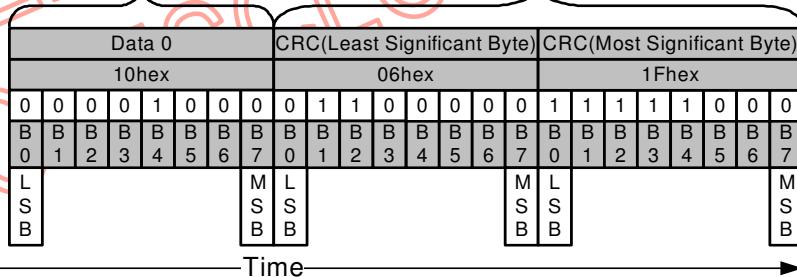 Data 0 CRC(Least Significant Byte) CRC(Most Significant Byte)
10hex 06hex 1Fhex
0 0 0 0 1 0 0 0 0 1 1 0 0 0 0 0 1 1 1 1 1 0 0 0
B0 B1 B2 B3 B4 B5 B6 B7 B0 B1 B2 B3 B4 B5 B6 B7 B0 B1 B2 B3 B4 B5 B6 B7
LSB MSB LSB MSB LSB MSB
Time